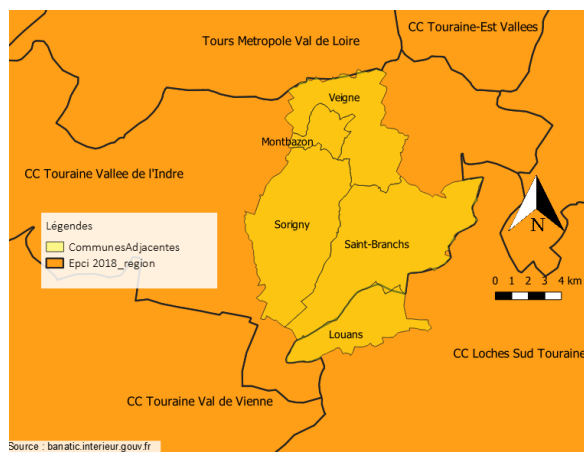 CC Touraine-Est Vallees
Tours Metropole Val de Loire
Veigne
Montbazon
CC Touraine Vallee de l'Indre
Légendes
CommunesAdjacentes
Epci 2018_region
Sorigny
Saint-Branchs
N
0 1 2 3 4 km
Louans
CC Loches Sud Touraine
CC Touraine Val de Vienne
Source : banatic.interieur.gouv.fr